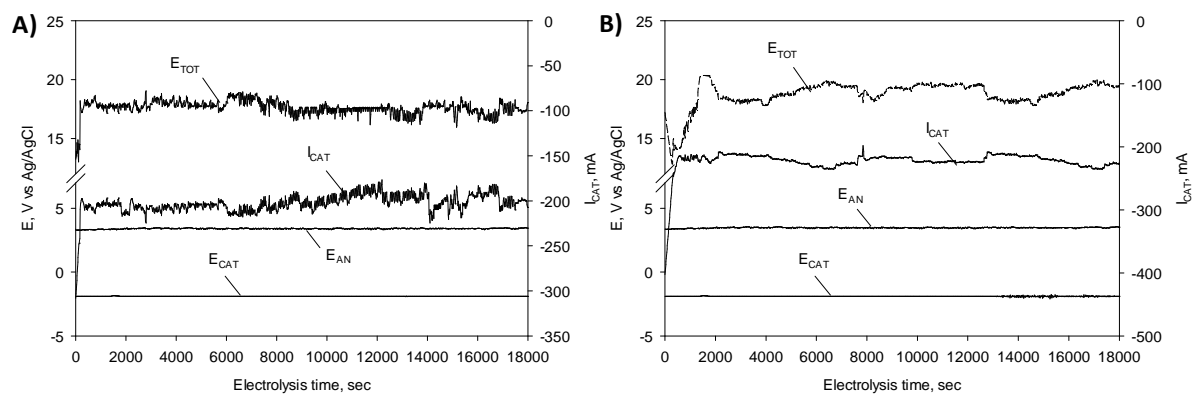 A)
25
20
15
10
5
0
-5
E, V vs Ag/AgCl
E_TOT
I_CAT
E_AN
E_CAT
0
-50
-100
-150
-200
-250
-300
-350
I_CAT, mA
0 2000 4000 6000 8000 10000 12000 14000 16000 18000
Electrolysis time, sec
B)
25
20
15
10
5
0
-5
E, V vs Ag/AgCl
E_TOT
I_CAT
E_AN
E_CAT
0
-100
-200
-300
-400
-500
I_CAT, mA
0 2000 4000 6000 8000 10000 12000 14000 16000 18000
Electrolysis time, sec